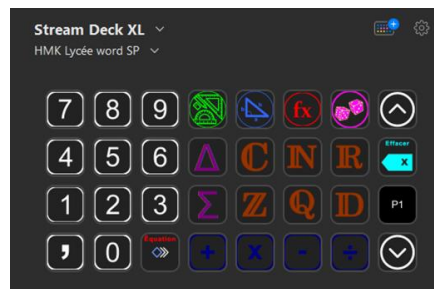 Stream Deck XL
HMK Lycée word SP
7 8 9 fx
4 5 6 Δ ℂ ℕ ℝ Effacer x
1 2 3 Σ ℤ ℚ 𝔻 P1
, 0 Equation + x - ÷